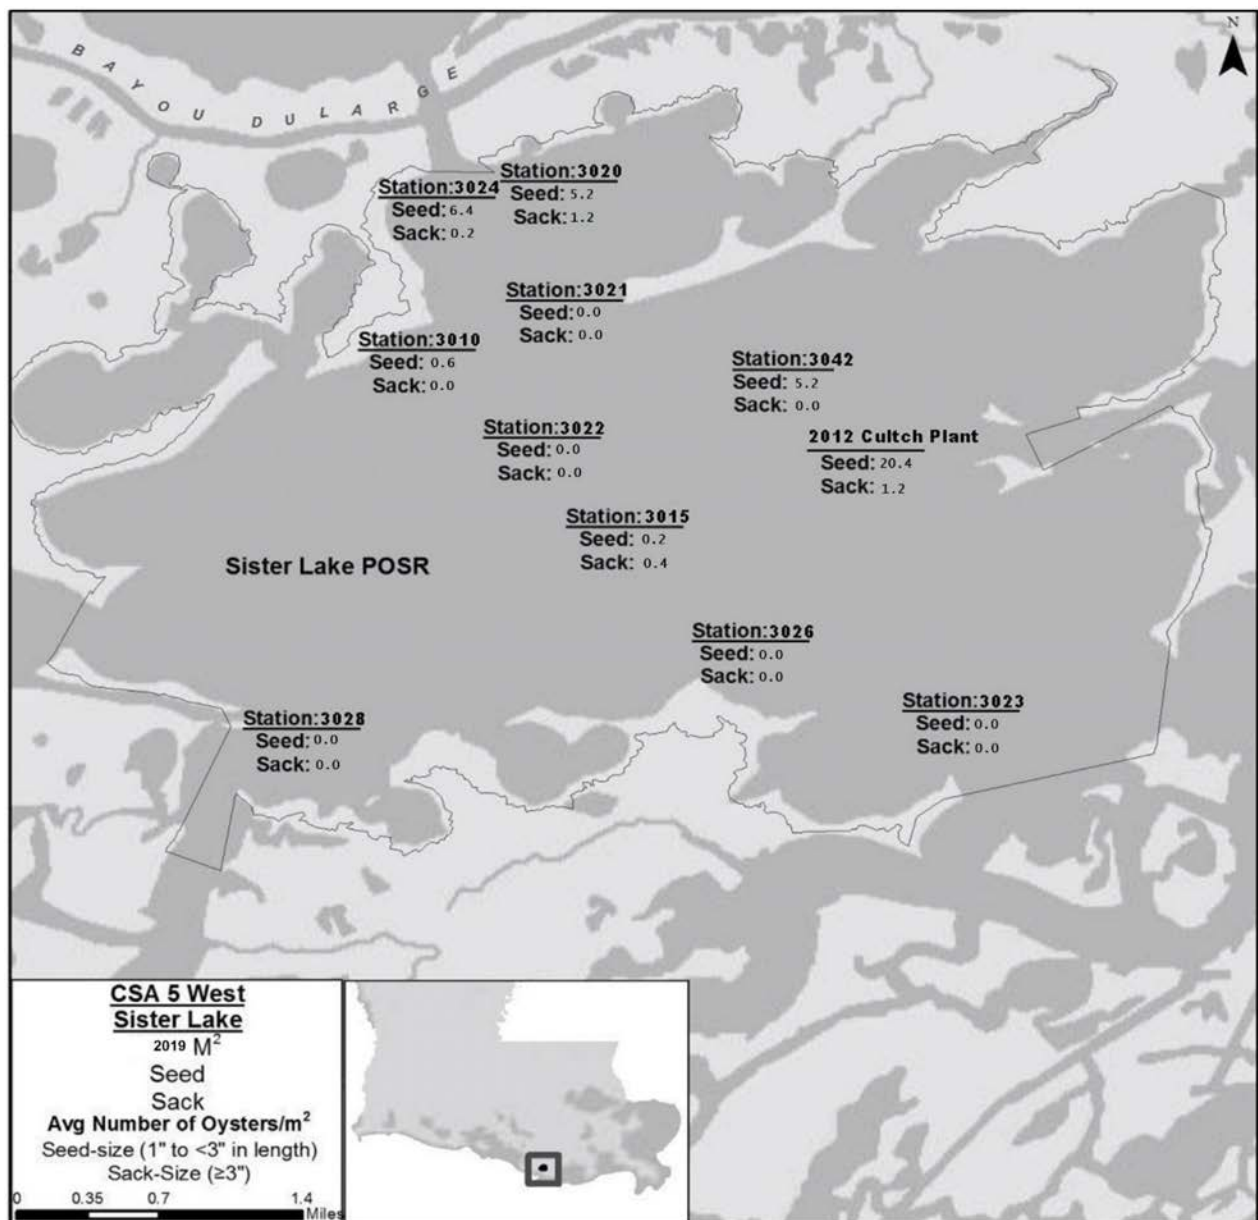 N
BAYOU DULARGE
Station:3020
Seed: 5.2
Sack: 1.2
Station:3024
Seed: 6.4
Sack: 0.2
Station:3021
Seed: 0.0
Sack: 0.0
Station:3010
Seed: 0.6
Sack: 0.0
Station:3042
Seed: 5.2
Sack: 0.0
Station:3022
Seed: 0.0
Sack: 0.0
2012 Cultch Plant
Seed: 20.4
Sack: 1.2
Station:3015
Seed: 0.2
Sack: 0.4
Sister Lake POSR
Station:3026
Seed: 0.0
Sack: 0.0
Station:3023
Seed: 0.0
Sack: 0.0
Station:3028
Seed: 0.0
Sack: 0.0
CSA 5 West
Sister Lake
2019 M²
Seed
Sack
Avg Number of Oysters/m²
Seed-size (1" to <3" in length)
Sack-Size (≥3")
0 0.35 0.7 1.4
Miles